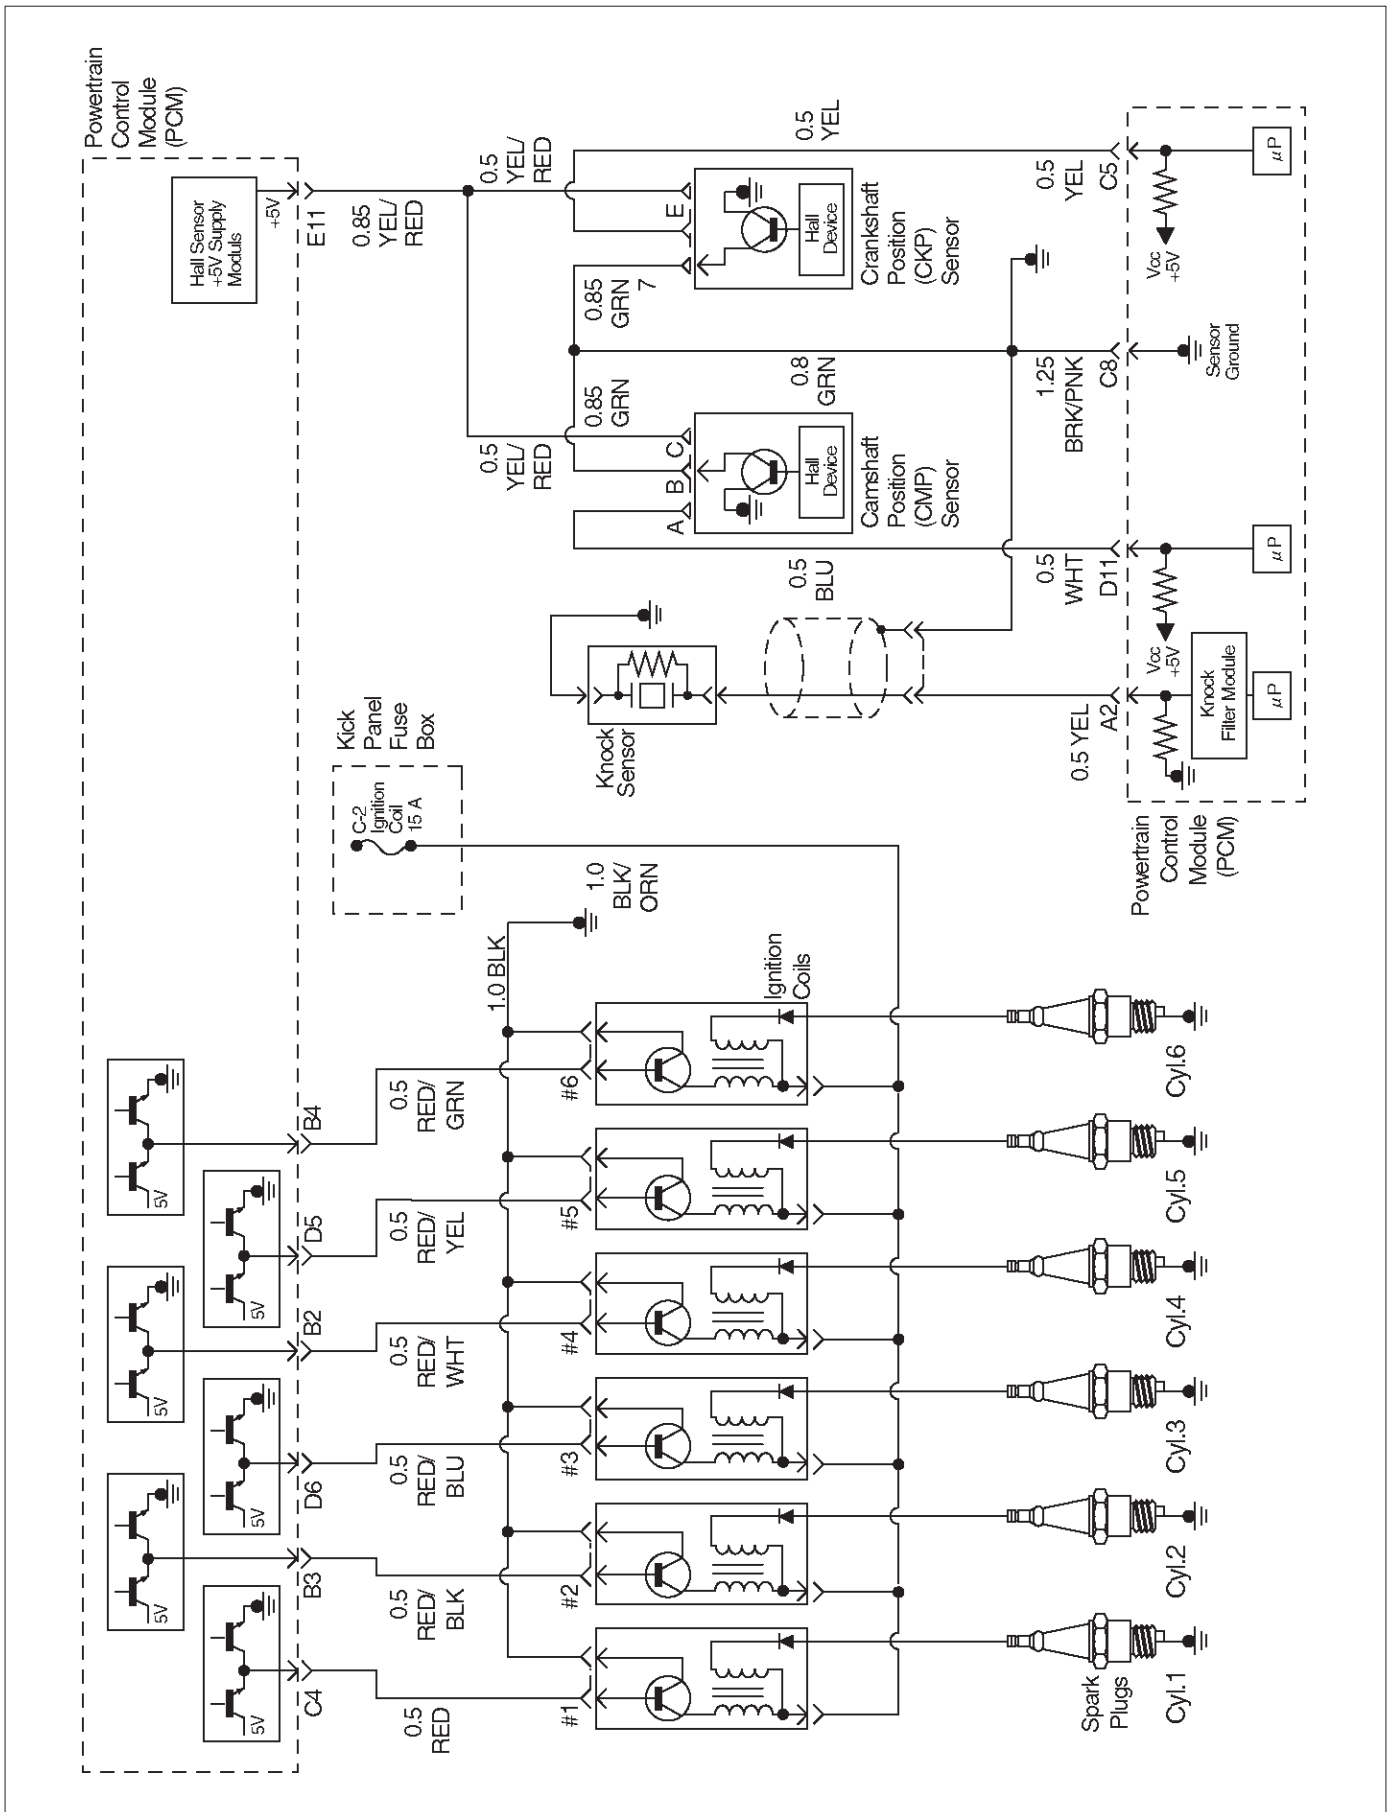 Powertrain
Control
Module
(PCM)
Hall Sensor
+5V Supply
Moduls
+5V
E11
0.85
YEL/
RED
0.5
YEL/
RED
0.5
YEL
0.5
YEL
C5
E
0.85
GRN
7
Hall
Device
Crankshaft
Position
(CKP)
Sensor
Vcc
+5V
µP
0.5
YEL/
RED
0.85
GRN
0.8
GRN
1.25
BRK/PNK
C8
Sensor
Ground
A
B
C
Hall
Device
Camshaft
Position
(CMP)
Sensor
0.5
BLU
0.5
WHT
D11
Vcc
+5V
µP
Kick
Panel
Fuse
Box
C-2
Ignition
Coil
15 A
Knock
Sensor
0.5 YEL
A2
Knock
Filter Module
µP
Powertrain
Control
Module
(PCM)
1.0 BLK
1.0
BLK/
ORN
Ignition
Coils
5V
B4
0.5
RED/
GRN
#6
Cyl.6
5V
D5
0.5
RED/
YEL
#5
Cyl.5
5V
B2
0.5
RED/
WHT
#4
Cyl.4
5V
D6
0.5
RED/
BLU
#3
Cyl.3
5V
B3
0.5
RED/
BLK
#2
Cyl.2
5V
C4
0.5
RED
#1
Spark
Plugs
Cyl.1